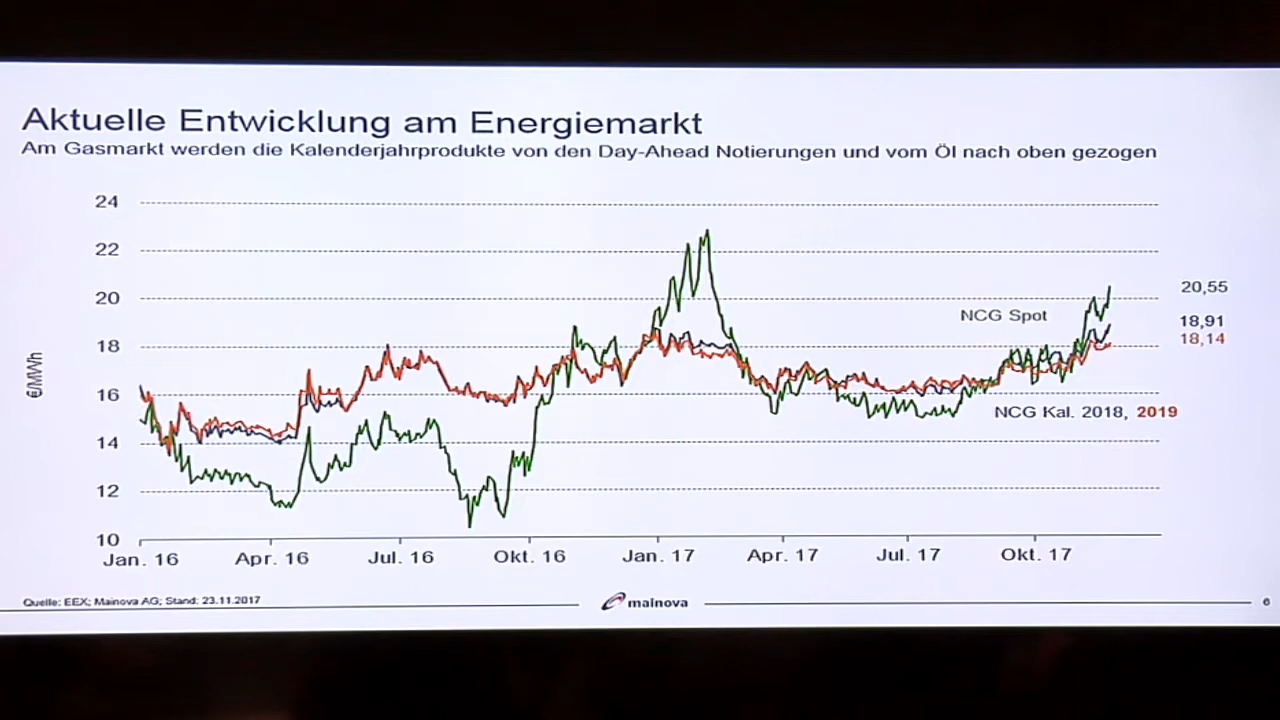 Aktuelle Entwicklung am Energiemarkt
Am Gasmarkt werden die Kalenderjahrprodukte von den Day-Ahead Notierungen und vom Öl nach oben gezogen
€/MWh
24
22
20
18
16
14
12
10
Jan. 16 Apr. 16 Jul. 16 Okt. 16 Jan. 17 Apr. 17 Jul. 17 Okt. 17
NCG Spot
NCG Kal. 2018, 2019
20,55
18,91
18,14
Quelle: EEX; Mainova AG; Stand: 23.11.2017
mainova
6